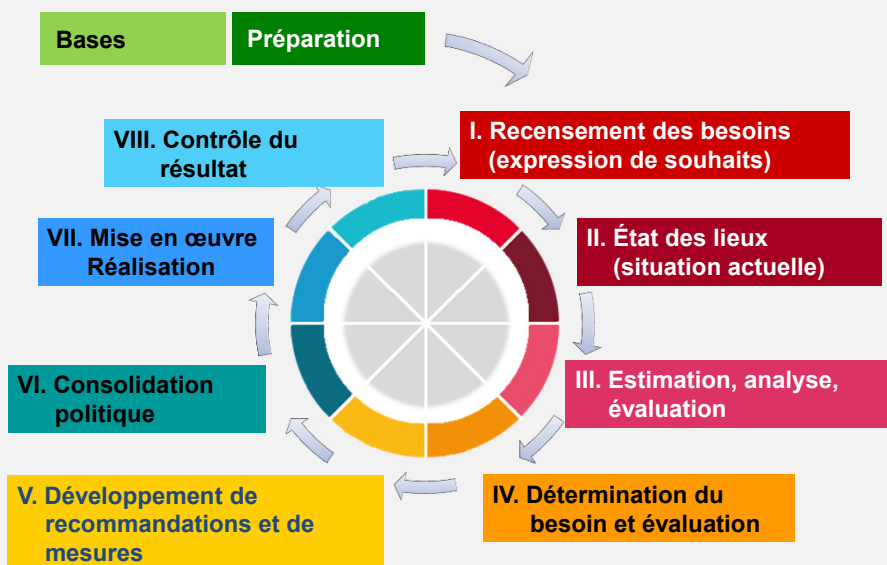 Bases
Préparation
I. Recensement des besoins
(expression de souhaits)
II. État des lieux
(situation actuelle)
III. Estimation, analyse,
évaluation
IV. Détermination du
besoin et évaluation
V. Développement de
recommandations et de
mesures
VI. Consolidation
politique
VII. Mise en œuvre
Réalisation
VIII. Contrôle du
résultat